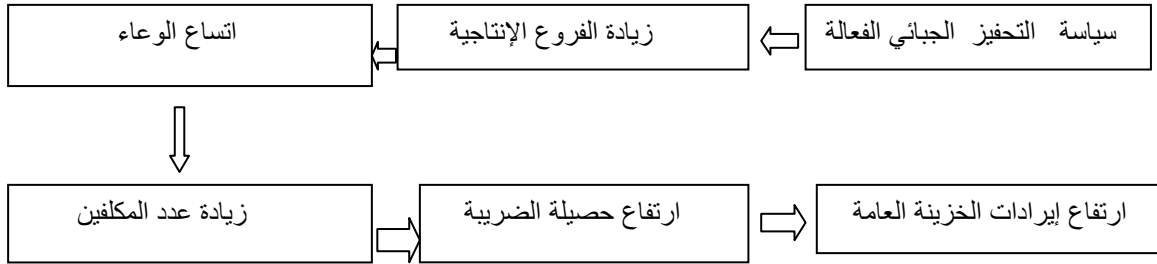 سياسة التحفيز الجبائي الفعالة
زيادة الفروع الإنتاجية
اتساع الوعاء
زيادة عدد المكلفين
ارتفاع حصيلة الضريبة
ارتفاع إيرادات الخزينة العامة